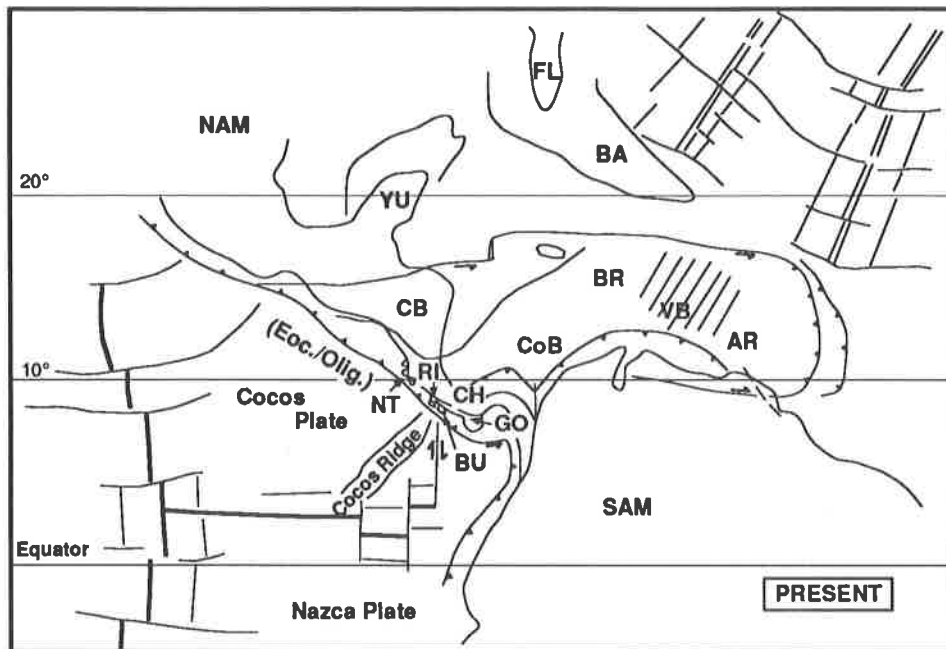 FL
NAM
BA
20°
YU
BR
CB
VB
(Eoc./Olig.)
CoB
AR
RI
10°
CH
Cocos
Plate
NT
GO
BU
Cocos Ridge
SAM
Equator
PRESENT
Nazca Plate